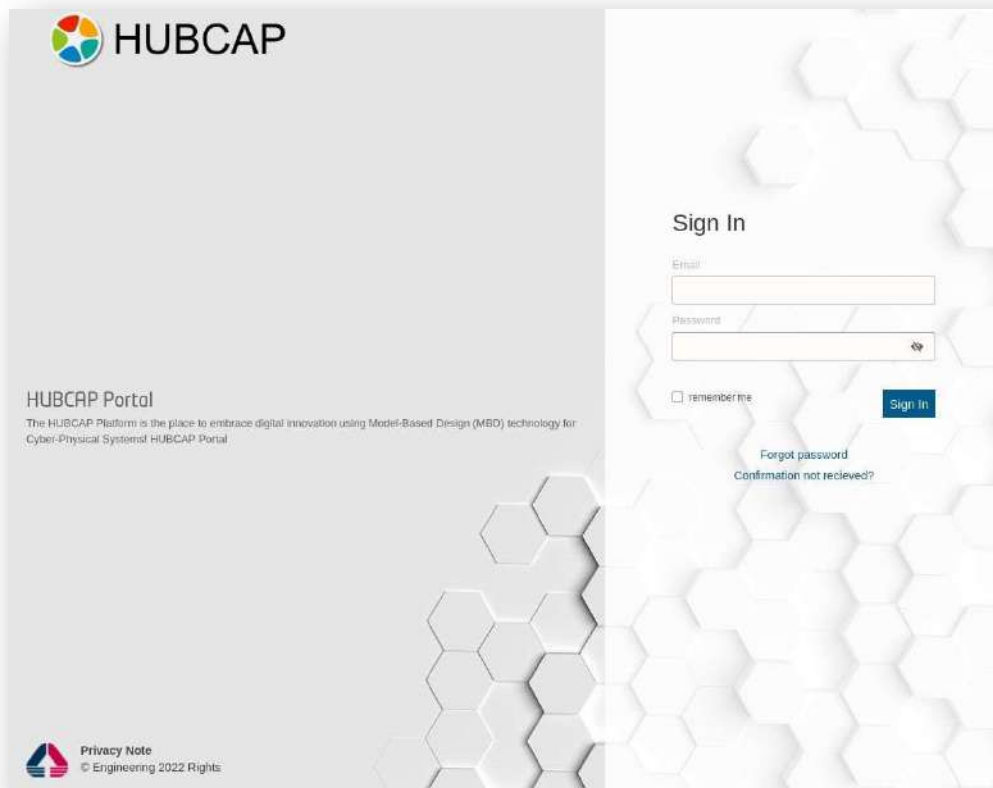 HUBCAP
Sign In
Email
Password
remember me
Sign In
Forgot password
Confirmation not recieved?
HUBCAP Portal
The HUBCAP Platform is the place to embrace digital innovation using Model-Based Design (MBD) technology for
Cyber-Physical Systems! HUBCAP Portal
Privacy Note
© Engineering 2022 Rights